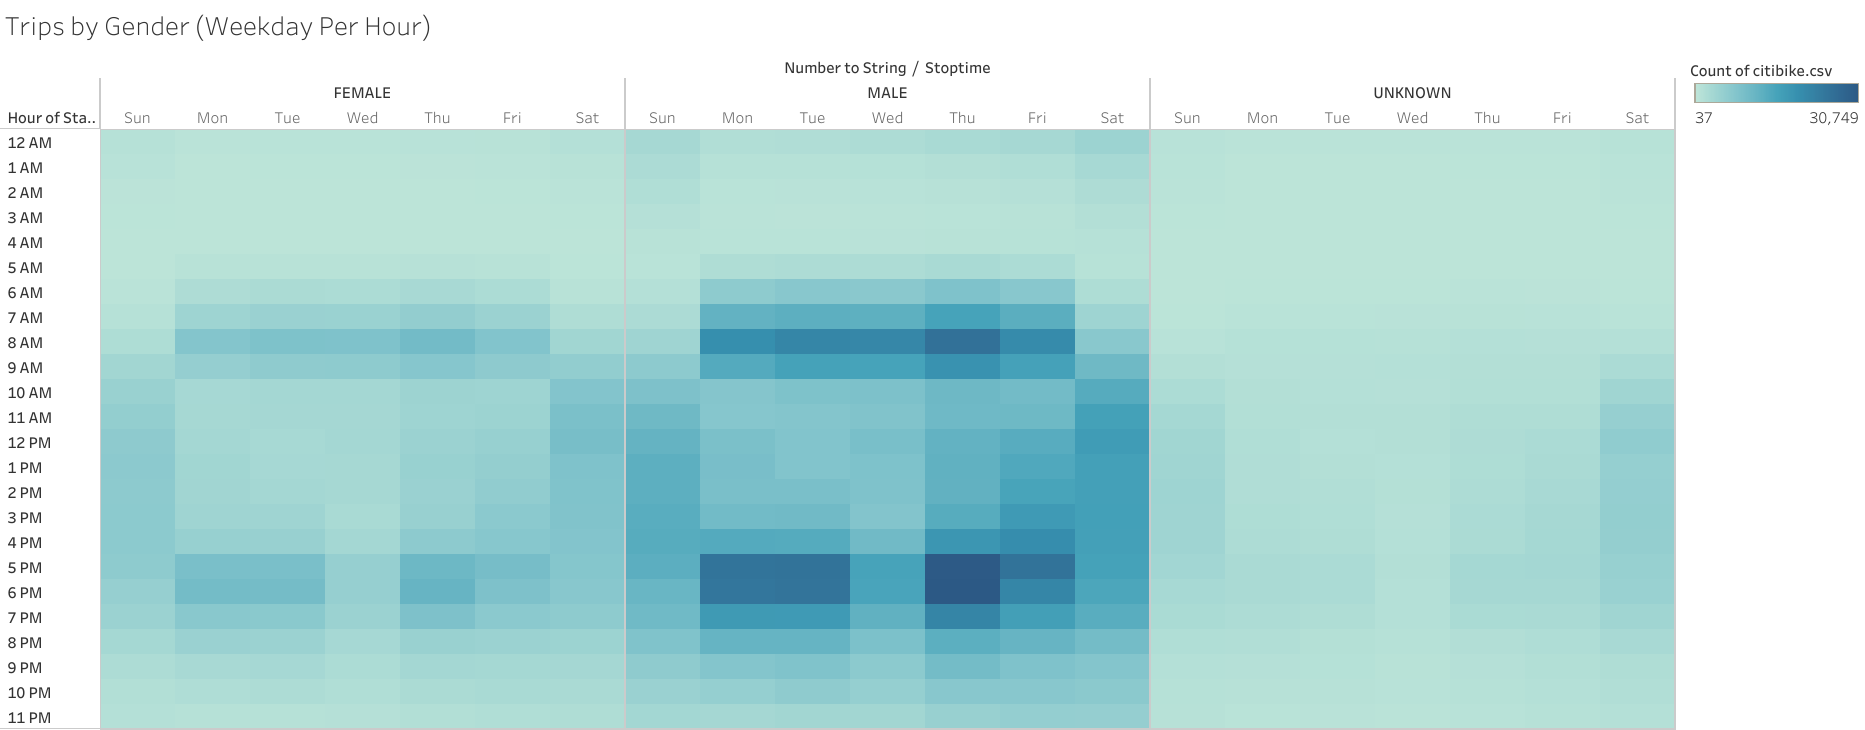 Trips by Gender (Weekday Per Hour)
Number to String / Stoptime
Count of citibike.csv
37 30,749
FEMALE MALE UNKNOWN
Hour of Sta.. Sun Mon Tue Wed Thu Fri Sat Sun Mon Tue Wed Thu Fri Sat Sun Mon Tue Wed Thu Fri Sat
12 AM
1 AM
2 AM
3 AM
4 AM
5 AM
6 AM
7 AM
8 AM
9 AM
10 AM
11 AM
12 PM
1 PM
2 PM
3 PM
4 PM
5 PM
6 PM
7 PM
8 PM
9 PM
10 PM
11 PM